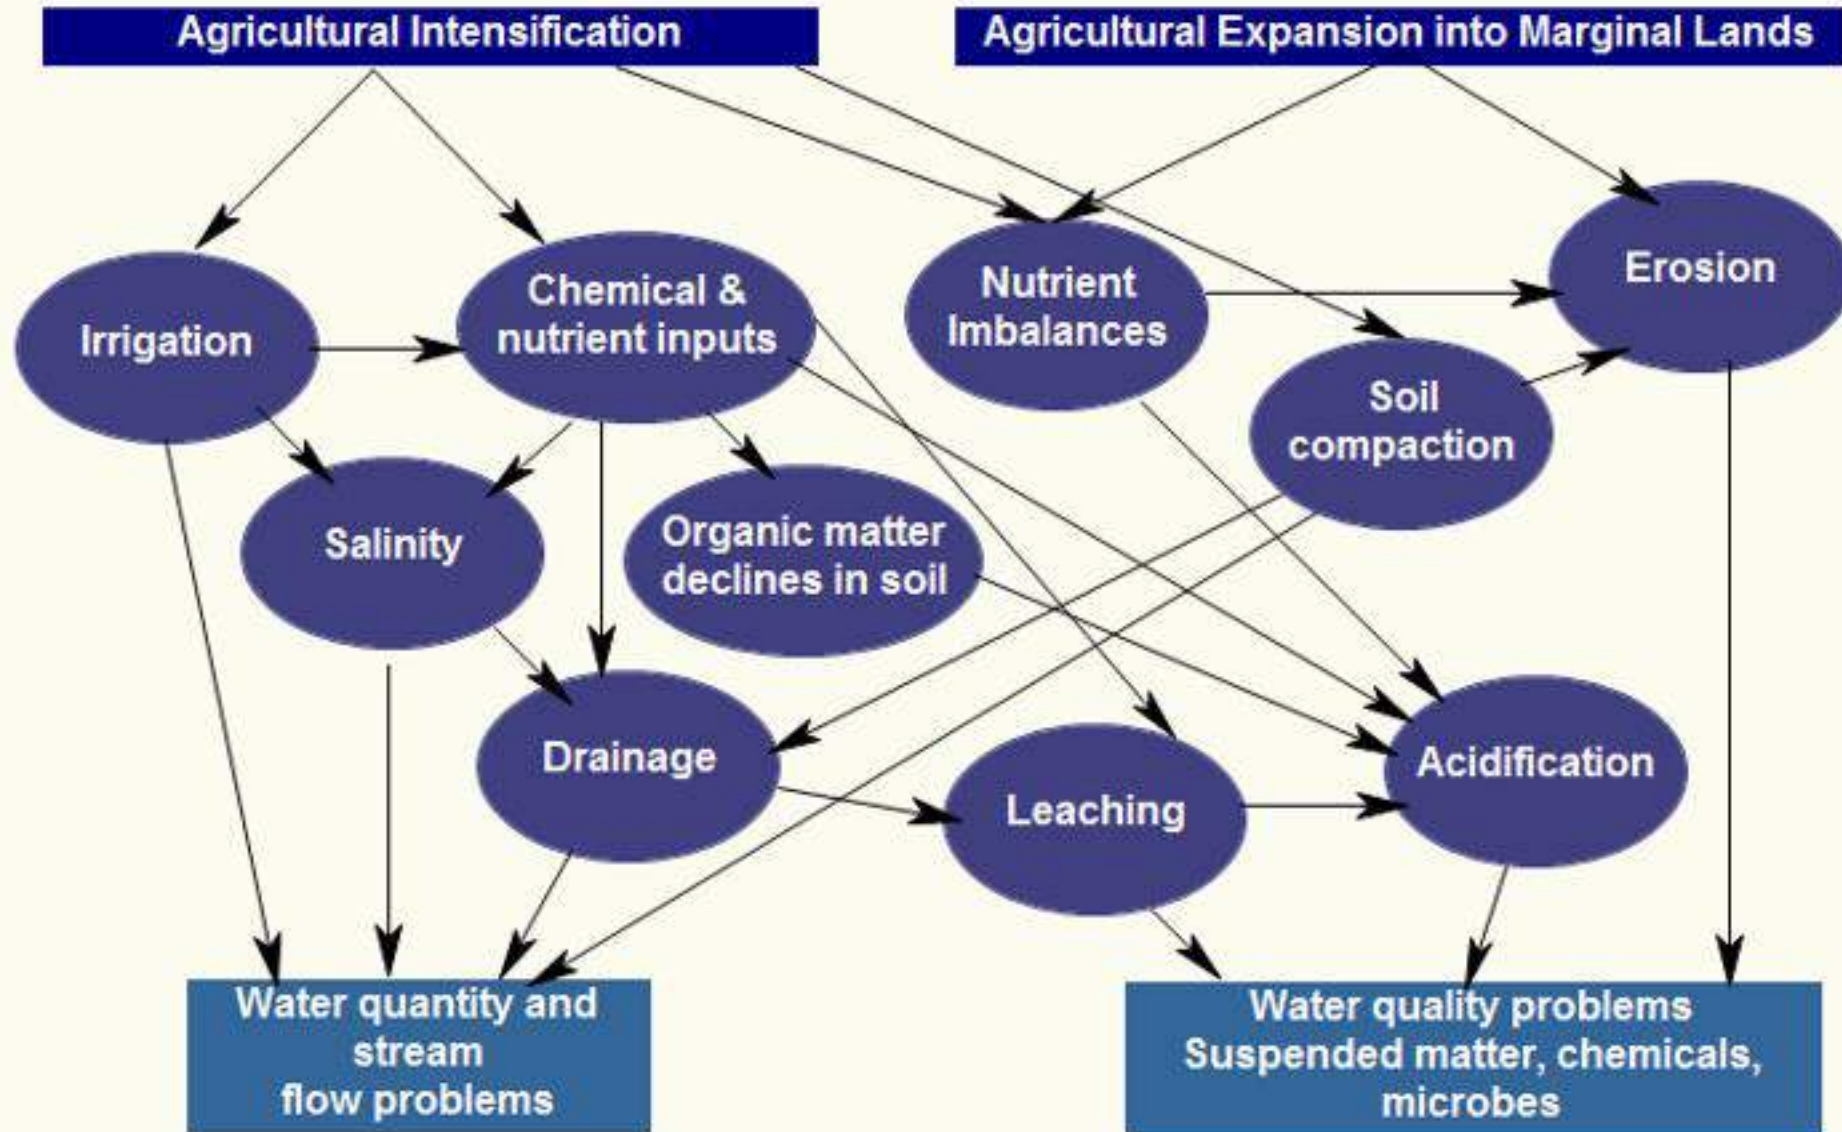 Agricultural Intensification
Agricultural Expansion into Marginal Lands
Irrigation
Chemical &
nutrient inputs
Nutrient
Imbalances
Erosion
Soil
compaction
Salinity
Organic matter
declines in soil
Drainage
Leaching
Acidification
Water quantity and
stream
flow problems
Water quality problems
Suspended matter, chemicals,
microbes